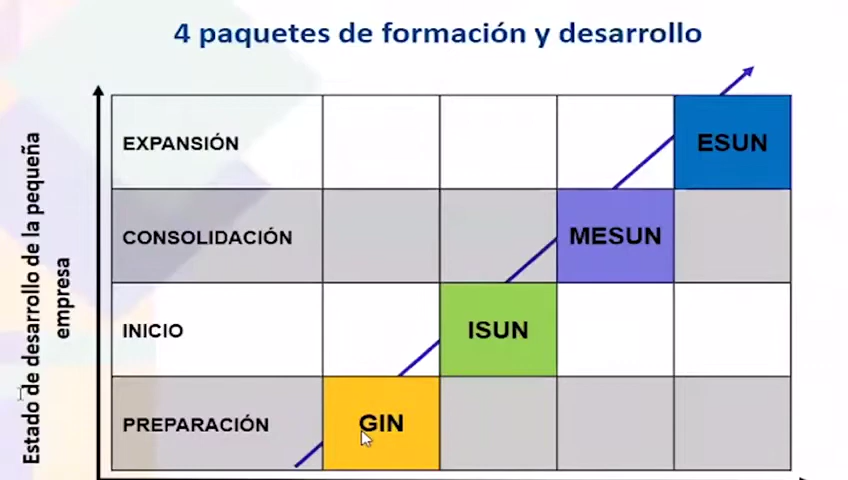 4 paquetes de formación y desarrollo
Estado de desarrollo de la pequeña
empresa
EXPANSIÓN
ESUN
CONSOLIDACIÓN
MESUN
INICIO
ISUN
PREPARACIÓN
GIN